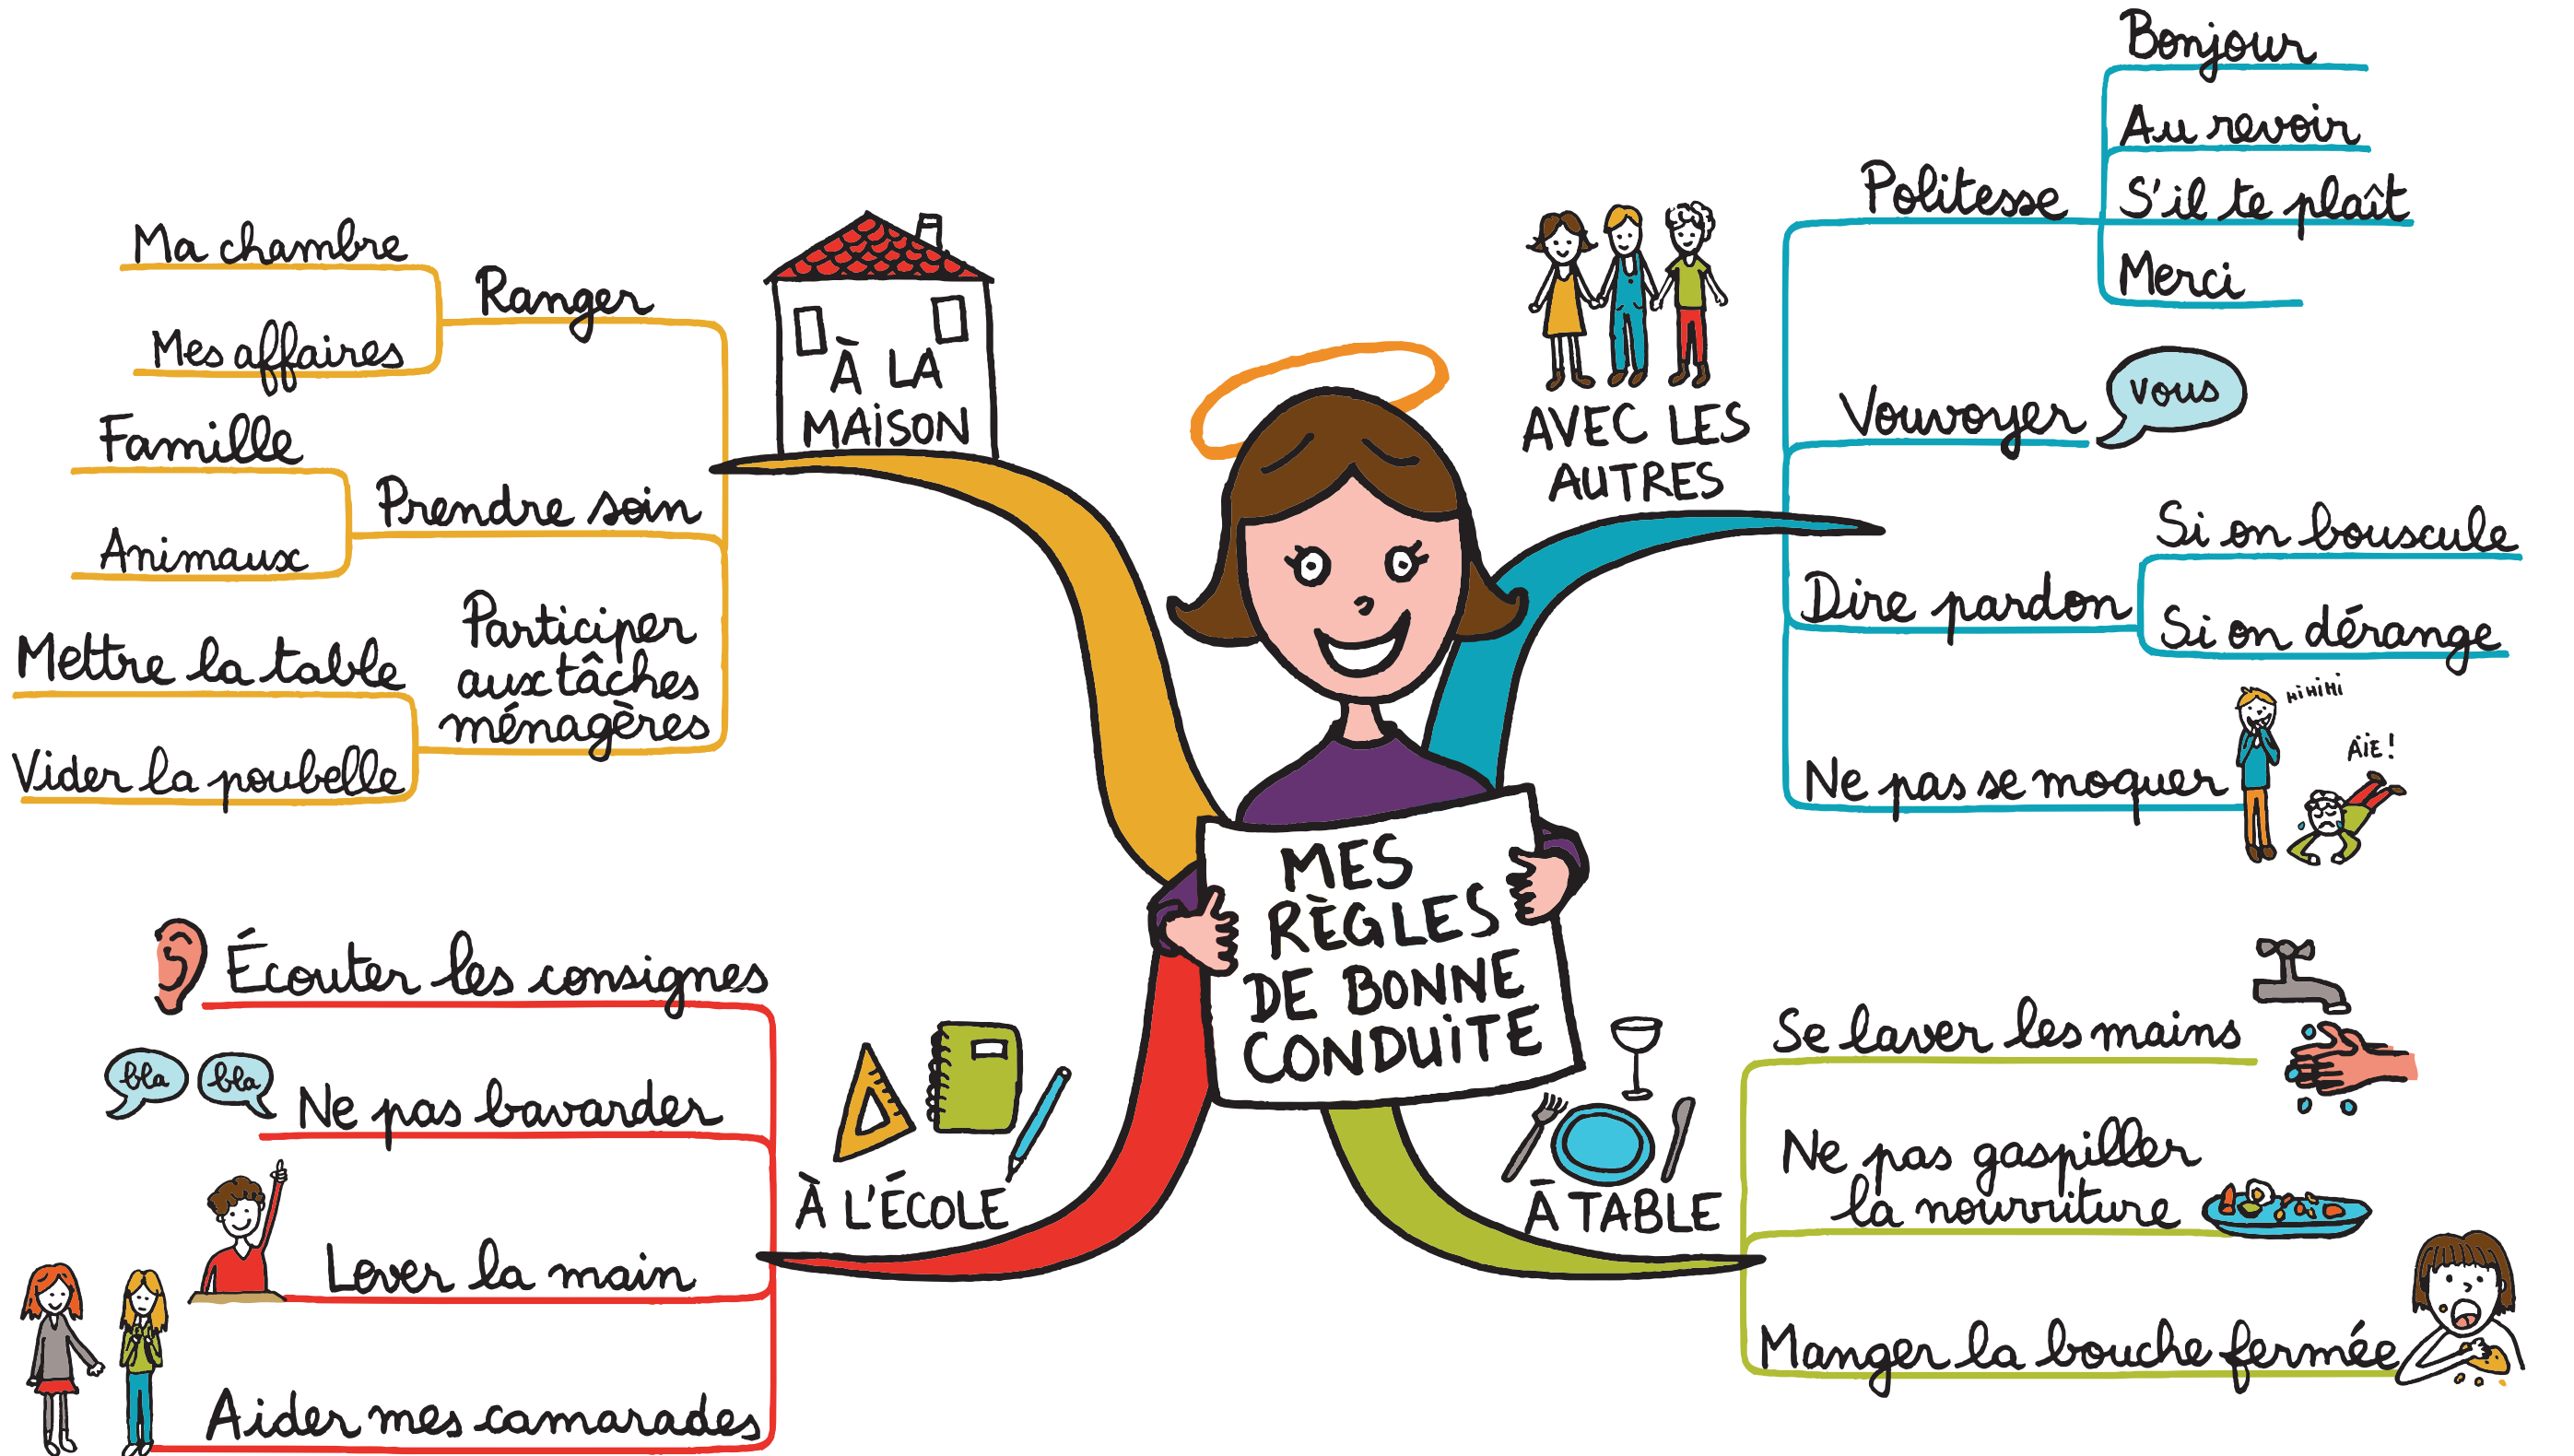 MES
RÈGLES
DE BONNE
CONDUITE
À LA
MAISON
Ranger
Ma chambre
Mes affaires
Prendre soin
Famille
Animaux
Participer
aux tâches
ménagères
Mettre la table
Vider la poubelle
AVEC LES
AUTRES
Politesse
Bonjour
Au revoir
S'il te plaît
Merci
Vouvoyer
vous
Dire pardon
Si on bouscule
Si on dérange
Ne pas se moquer
HiHiHi
AÏE!
À L'ÉCOLE
Écouter les consignes
bla
bla
Ne pas bavarder
Lever la main
Aider mes camarades
À TABLE
Se laver les mains
Ne pas gaspiller
la nourriture
Manger la bouche fermée